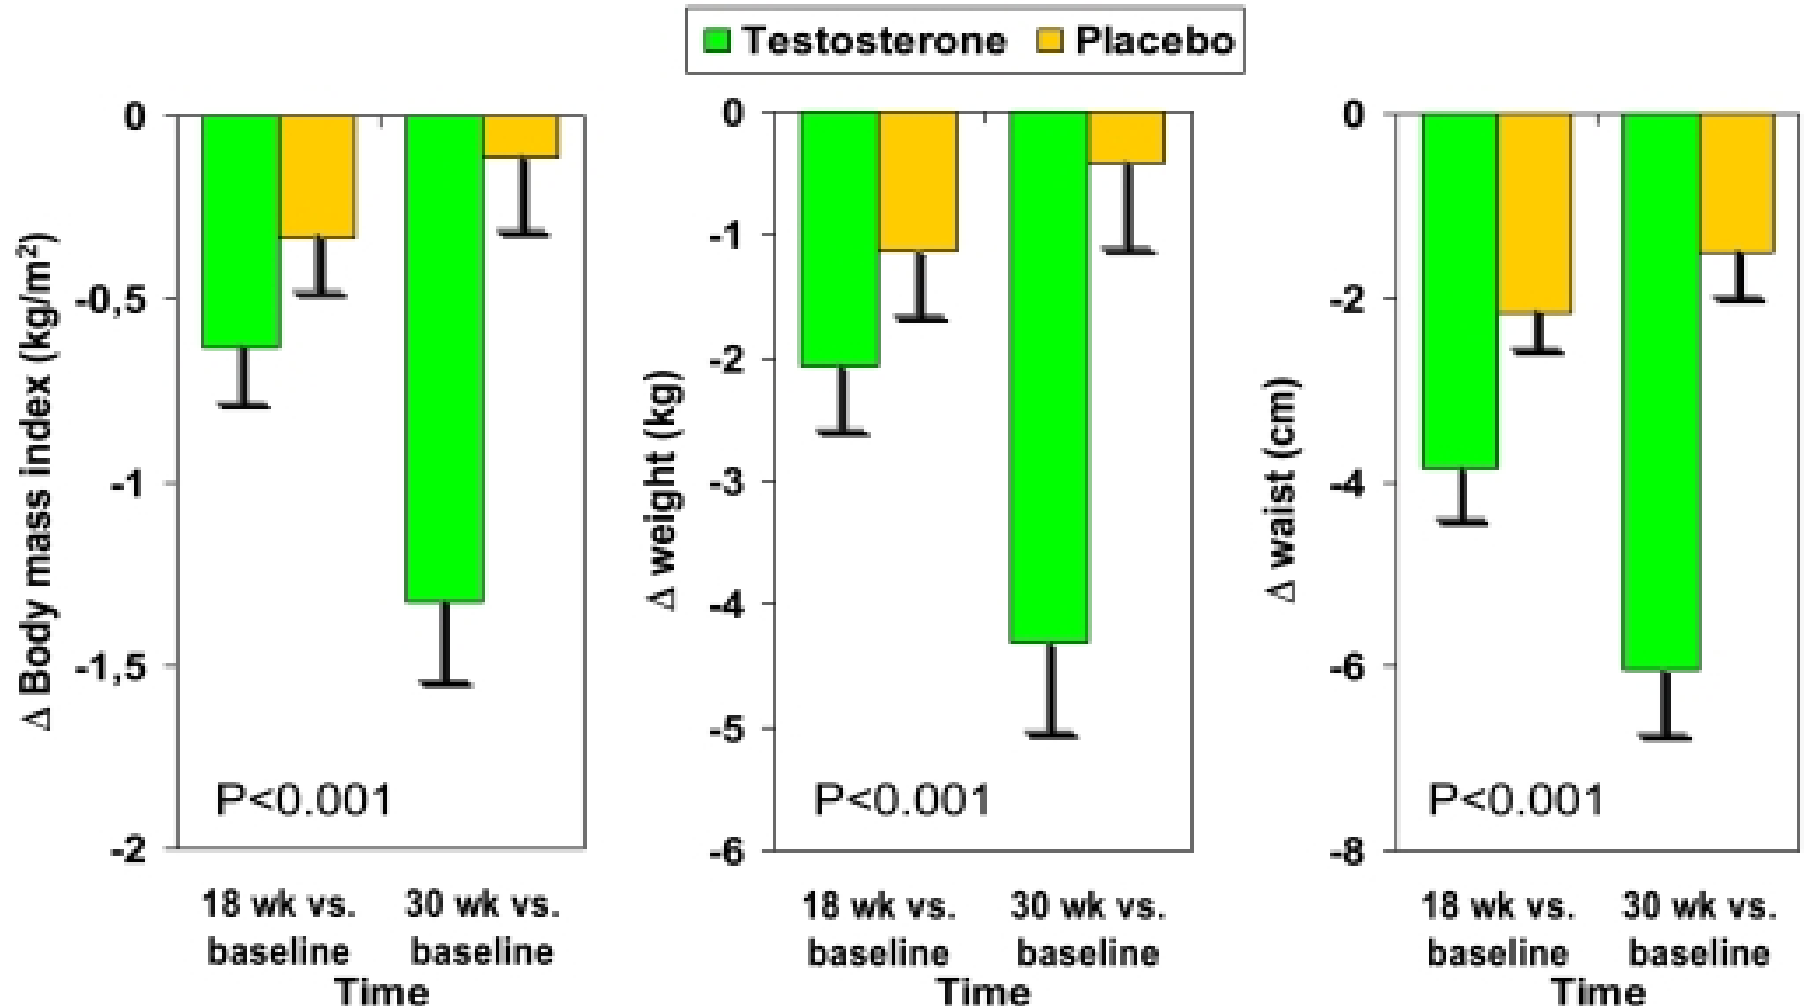 Testosterone Placebo
Δ Body mass index (kg/m²)
0
-0,5
-1
-1,5
-2
P<0.001
18 wk vs. baseline
30 wk vs. baseline
Time
Δ weight (kg)
0
-1
-2
-3
-4
-5
-6
P<0.001
18 wk vs. baseline
30 wk vs. baseline
Time
Δ waist (cm)
0
-2
-4
-6
-8
P<0.001
18 wk vs. baseline
30 wk vs. baseline
Time